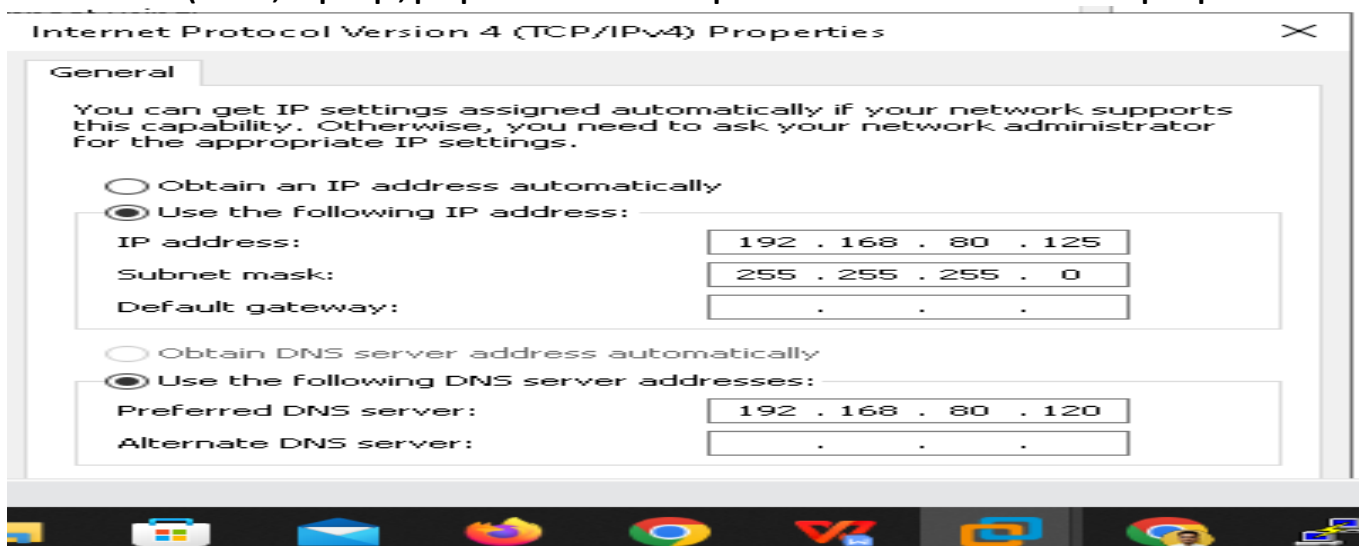 Internet Protocol Version 4 (TCP/IPv4) Properties
General
You can get IP settings assigned automatically if your network supports
this capability. Otherwise, you need to ask your network administrator
for the appropriate IP settings.
Obtain an IP address automatically
Use the following IP address:
IP address: 192 . 168 . 80 . 125
Subnet mask: 255 . 255 . 255 . 0
Default gateway: . . .
Obtain DNS server address automatically
Use the following DNS server addresses:
Preferred DNS server: 192 . 168 . 80 . 120
Alternate DNS server: . . .